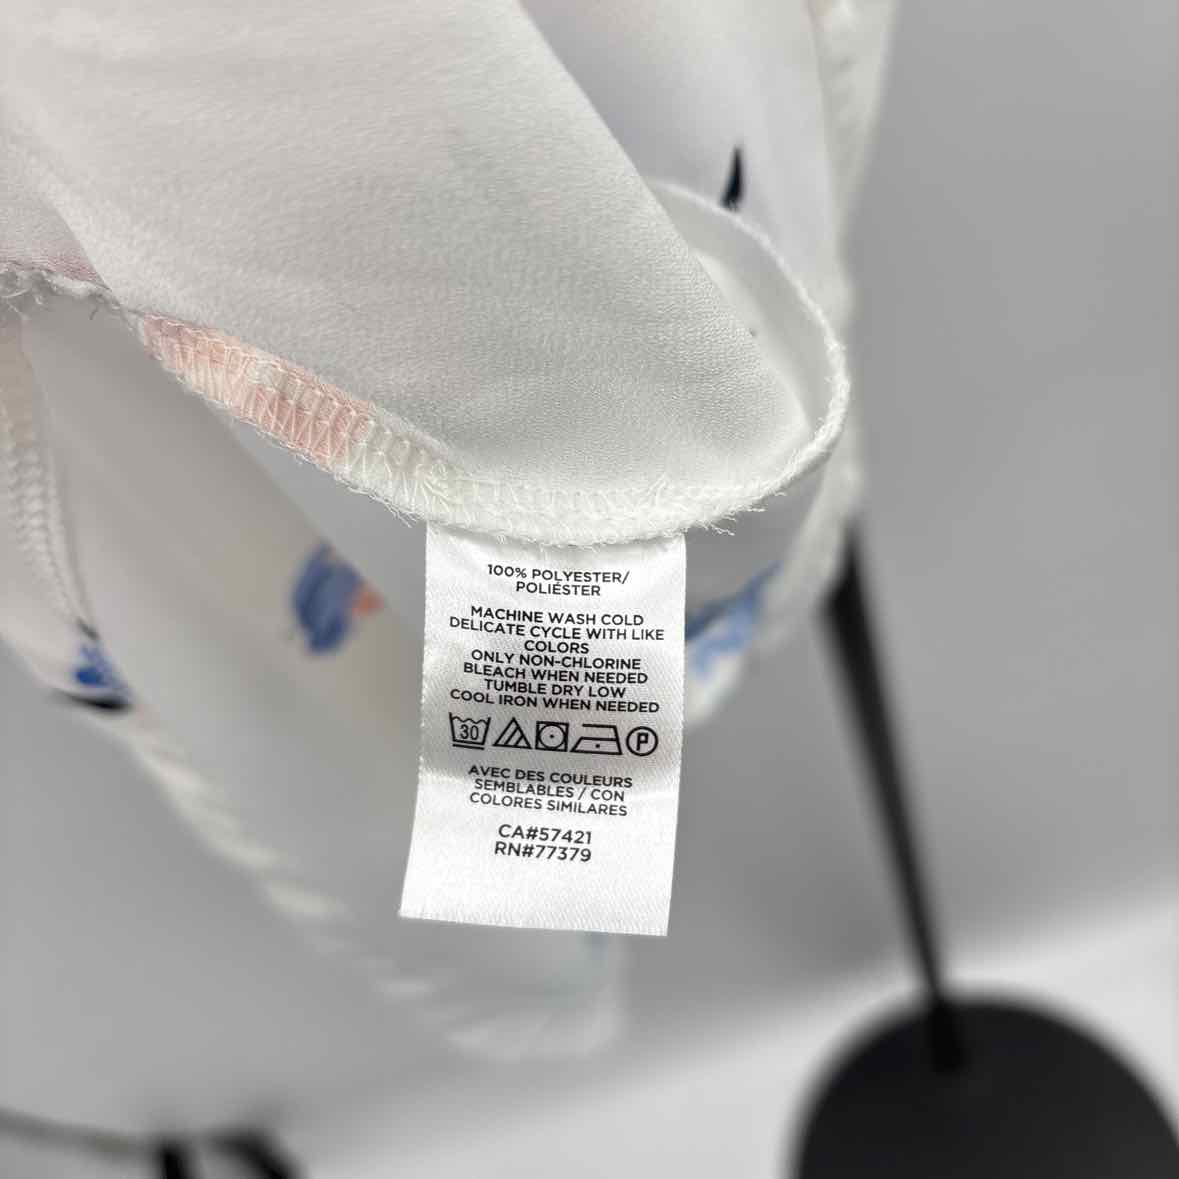 100% POLYESTER/
POLIÉSTER
MACHINE WASH COLD
DELICATE CYCLE WITH LIKE
COLORS
ONLY NON-CHLORINE
BLEACH WHEN NEEDED
TUMBLE DRY LOW
COOL IRON WHEN NEEDED
30 P
AVEC DES COULEURS
SEMBLABLES / CON
COLORES SIMILARES
CA#57421
RN#77379